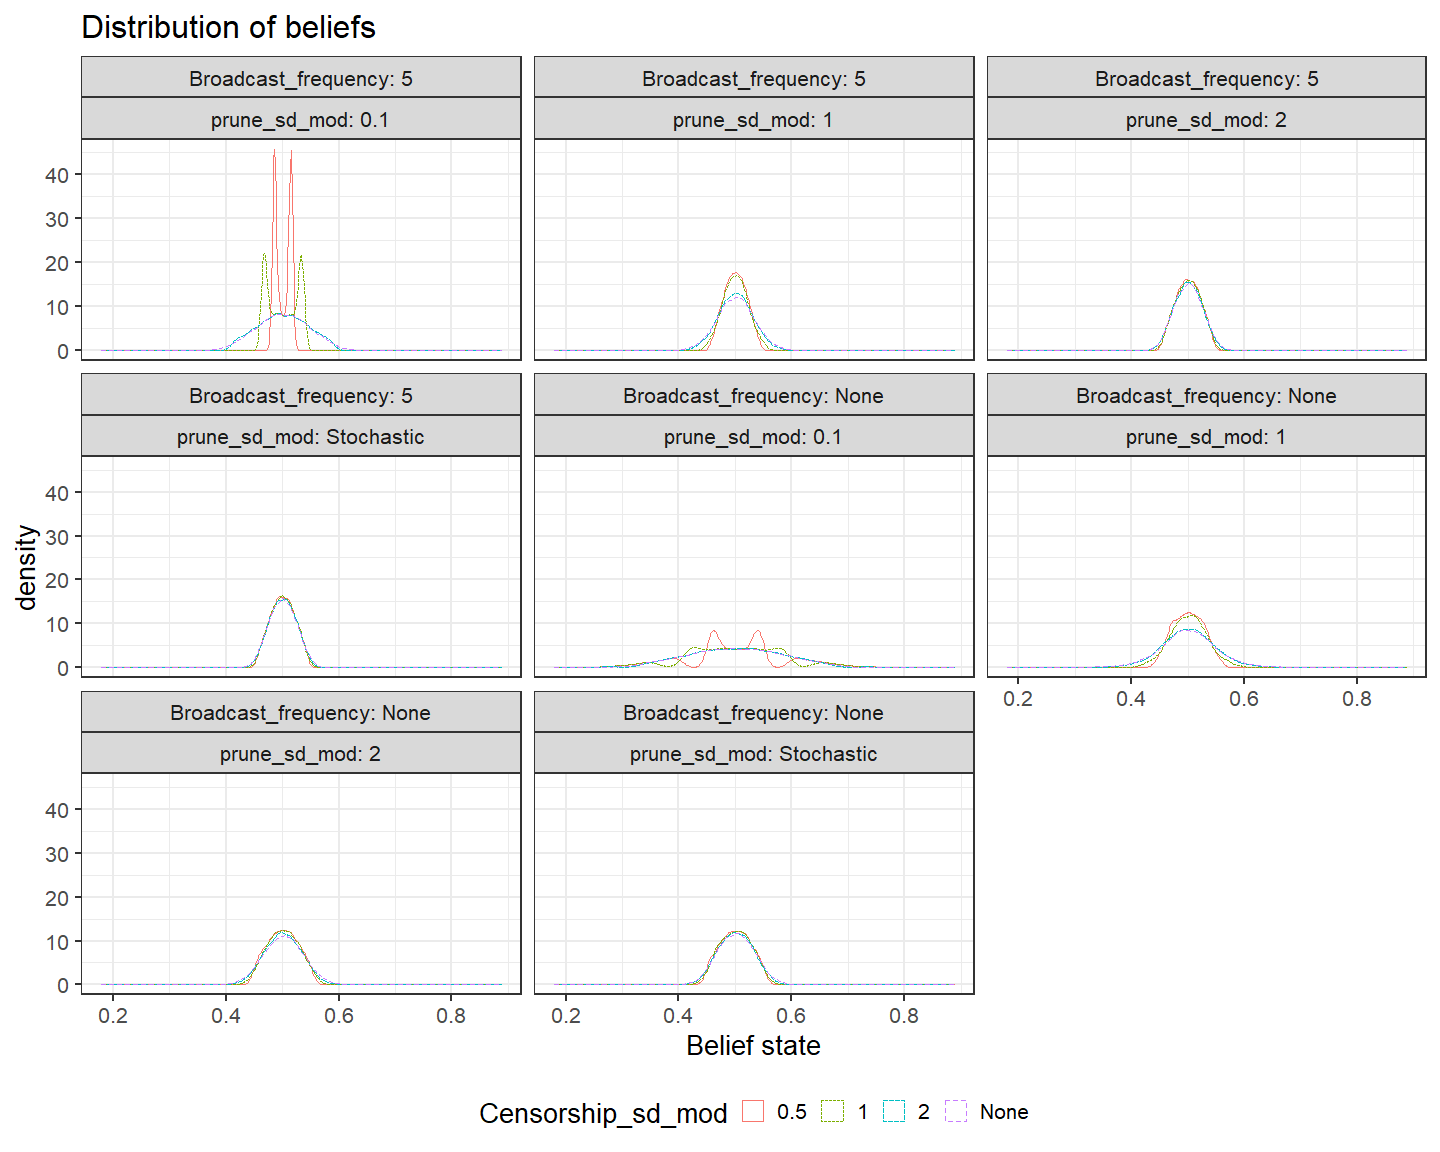 Distribution of beliefs
Broadcast_frequency: 5
prune_sd_mod: 0.1
Broadcast_frequency: 5
prune_sd_mod: 1
Broadcast_frequency: 5
prune_sd_mod: 2
40
30
20
10
0
Broadcast_frequency: 5
prune_sd_mod: Stochastic
Broadcast_frequency: None
prune_sd_mod: 0.1
Broadcast_frequency: None
prune_sd_mod: 1
density
40
30
20
10
0
0.2 0.4 0.6 0.8
Broadcast_frequency: None
prune_sd_mod: 2
Broadcast_frequency: None
prune_sd_mod: Stochastic
40
30
20
10
0
0.2 0.4 0.6 0.8
0.2 0.4 0.6 0.8
Belief state
Censorship_sd_mod 0.5 1 2 None